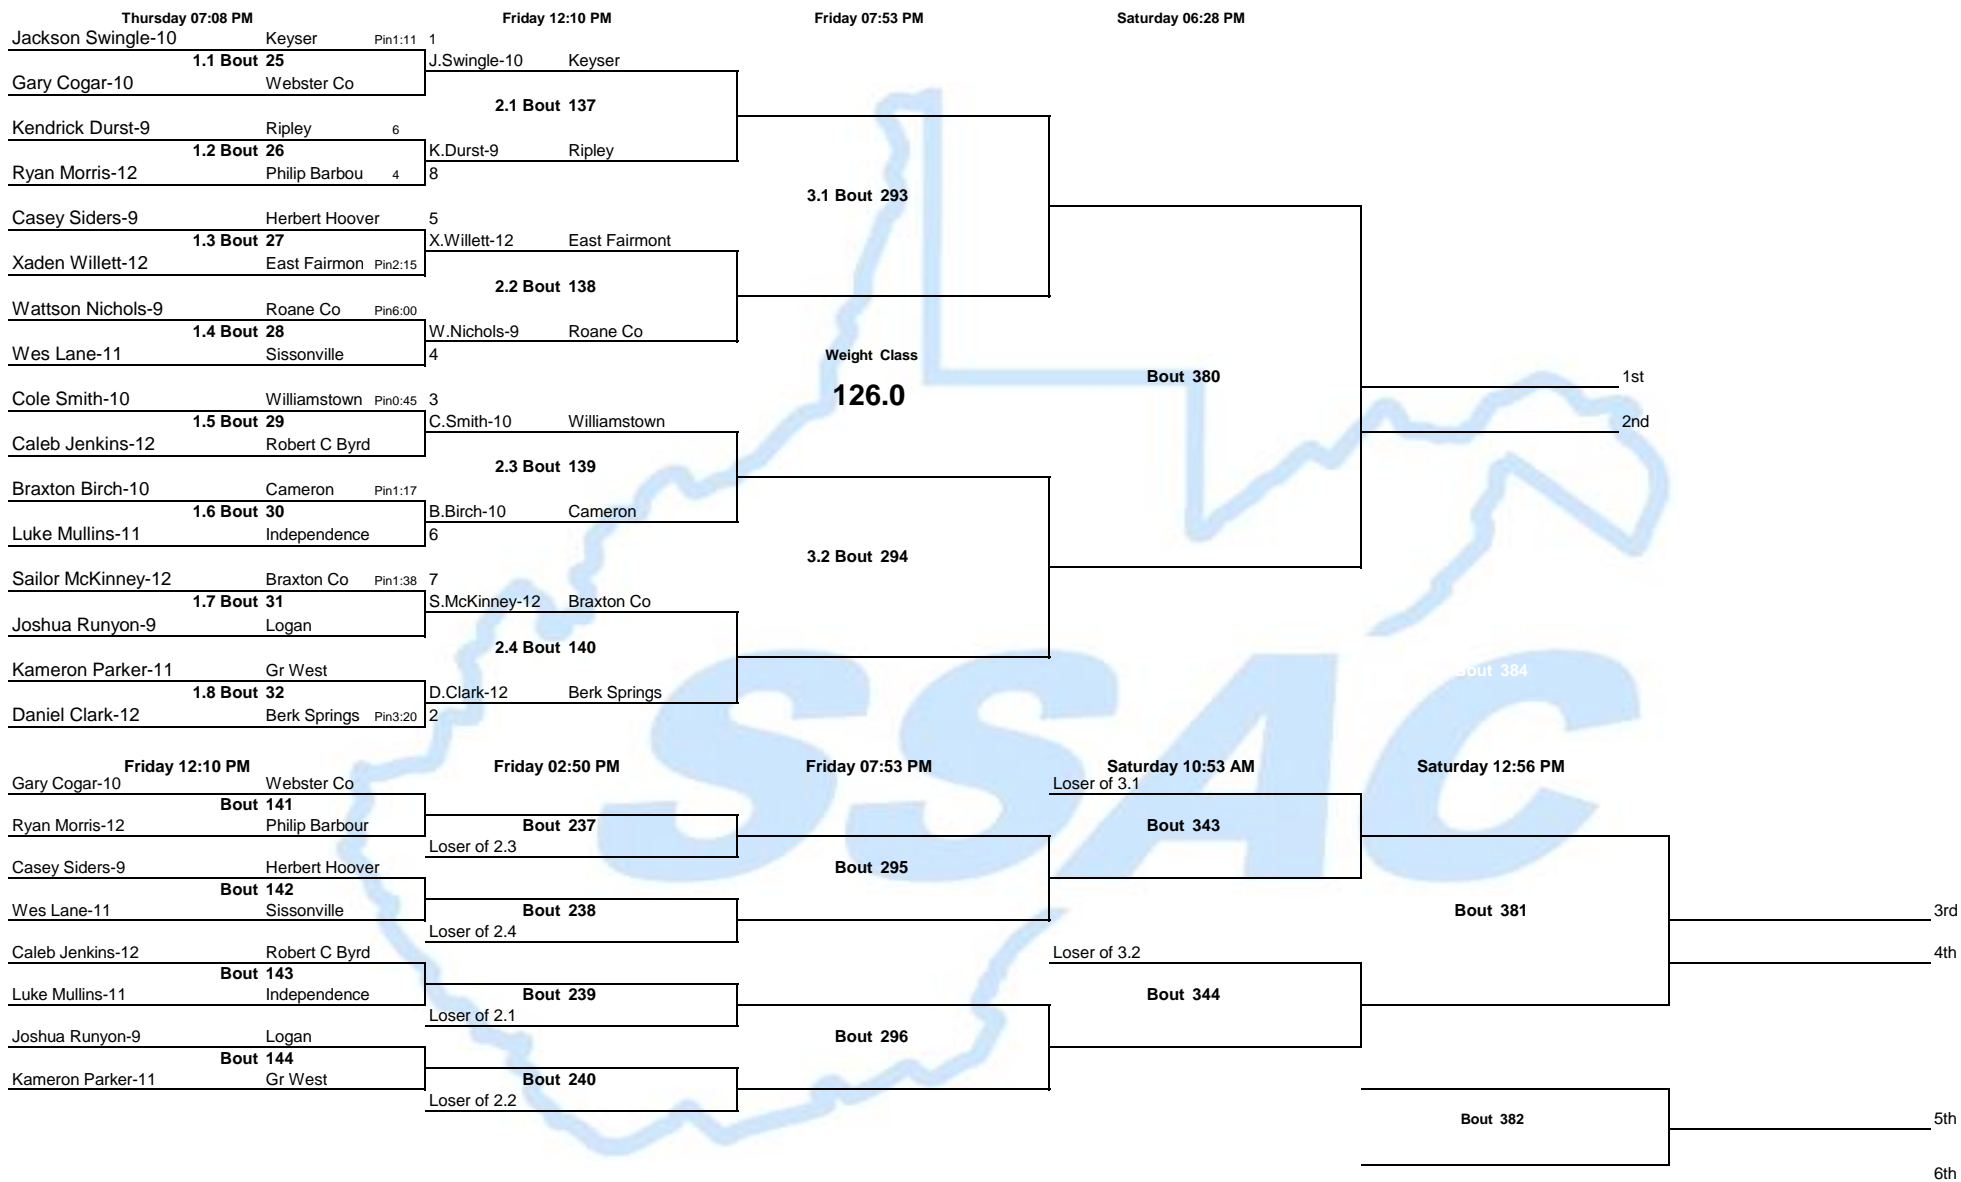 Thursday 07:08 PM Friday 12:10 PM Friday 07:53 PM Saturday 06:28 PM
Jackson Swingle-10 Keyser Pin1:11 1
1.1 Bout 25 J.Swingle-10 Keyser
Gary Cogar-10 Webster Co
2.1 Bout 137
Kendrick Durst-9 Ripley 6
1.2 Bout 26 K.Durst-9 Ripley
Ryan Morris-12 Philip Barbou 4 8
3.1 Bout 293
Casey Siders-9 Herbert Hoover 5
1.3 Bout 27 X.Willett-12 East Fairmont
Xaden Willett-12 East Fairmon Pin2:15
2.2 Bout 138
Wattson Nichols-9 Roane Co Pin6:00
1.4 Bout 28 W.Nichols-9 Roane Co
Wes Lane-11 Sissonville 4 Weight Class
Bout 380 1st
Cole Smith-10 Williamstown Pin0:45 3 126.0
1.5 Bout 29 C.Smith-10 Williamstown 2nd
Caleb Jenkins-12 Robert C Byrd
2.3 Bout 139
Braxton Birch-10 Cameron Pin1:17
1.6 Bout 30 B.Birch-10 Cameron
Luke Mullins-11 Independence 6
3.2 Bout 294
Sailor McKinney-12 Braxton Co Pin1:38 7
1.7 Bout 31 S.McKinney-12 Braxton Co
Joshua Runyon-9 Logan
2.4 Bout 140
Kameron Parker-11 Gr West Bout 384
1.8 Bout 32 D.Clark-12 Berk Springs
Daniel Clark-12 Berk Springs Pin3:20 2
SSAC
Friday 12:10 PM Friday 02:50 PM Friday 07:53 PM Saturday 10:53 AM Saturday 12:56 PM
Gary Cogar-10 Webster Co Loser of 3.1
Bout 141
Ryan Morris-12 Philip Barbour Bout 237 Bout 343
Loser of 2.3
Casey Siders-9 Herbert Hoover Bout 295
Bout 142
Wes Lane-11 Sissonville Bout 238 Bout 381 3rd
Loser of 2.4
Caleb Jenkins-12 Robert C Byrd Loser of 3.2 4th
Bout 143
Luke Mullins-11 Independence Bout 239 Bout 344
Loser of 2.1
Joshua Runyon-9 Logan Bout 296
Bout 144
Kameron Parker-11 Gr West Bout 240
Loser of 2.2
Bout 382 5th
6th